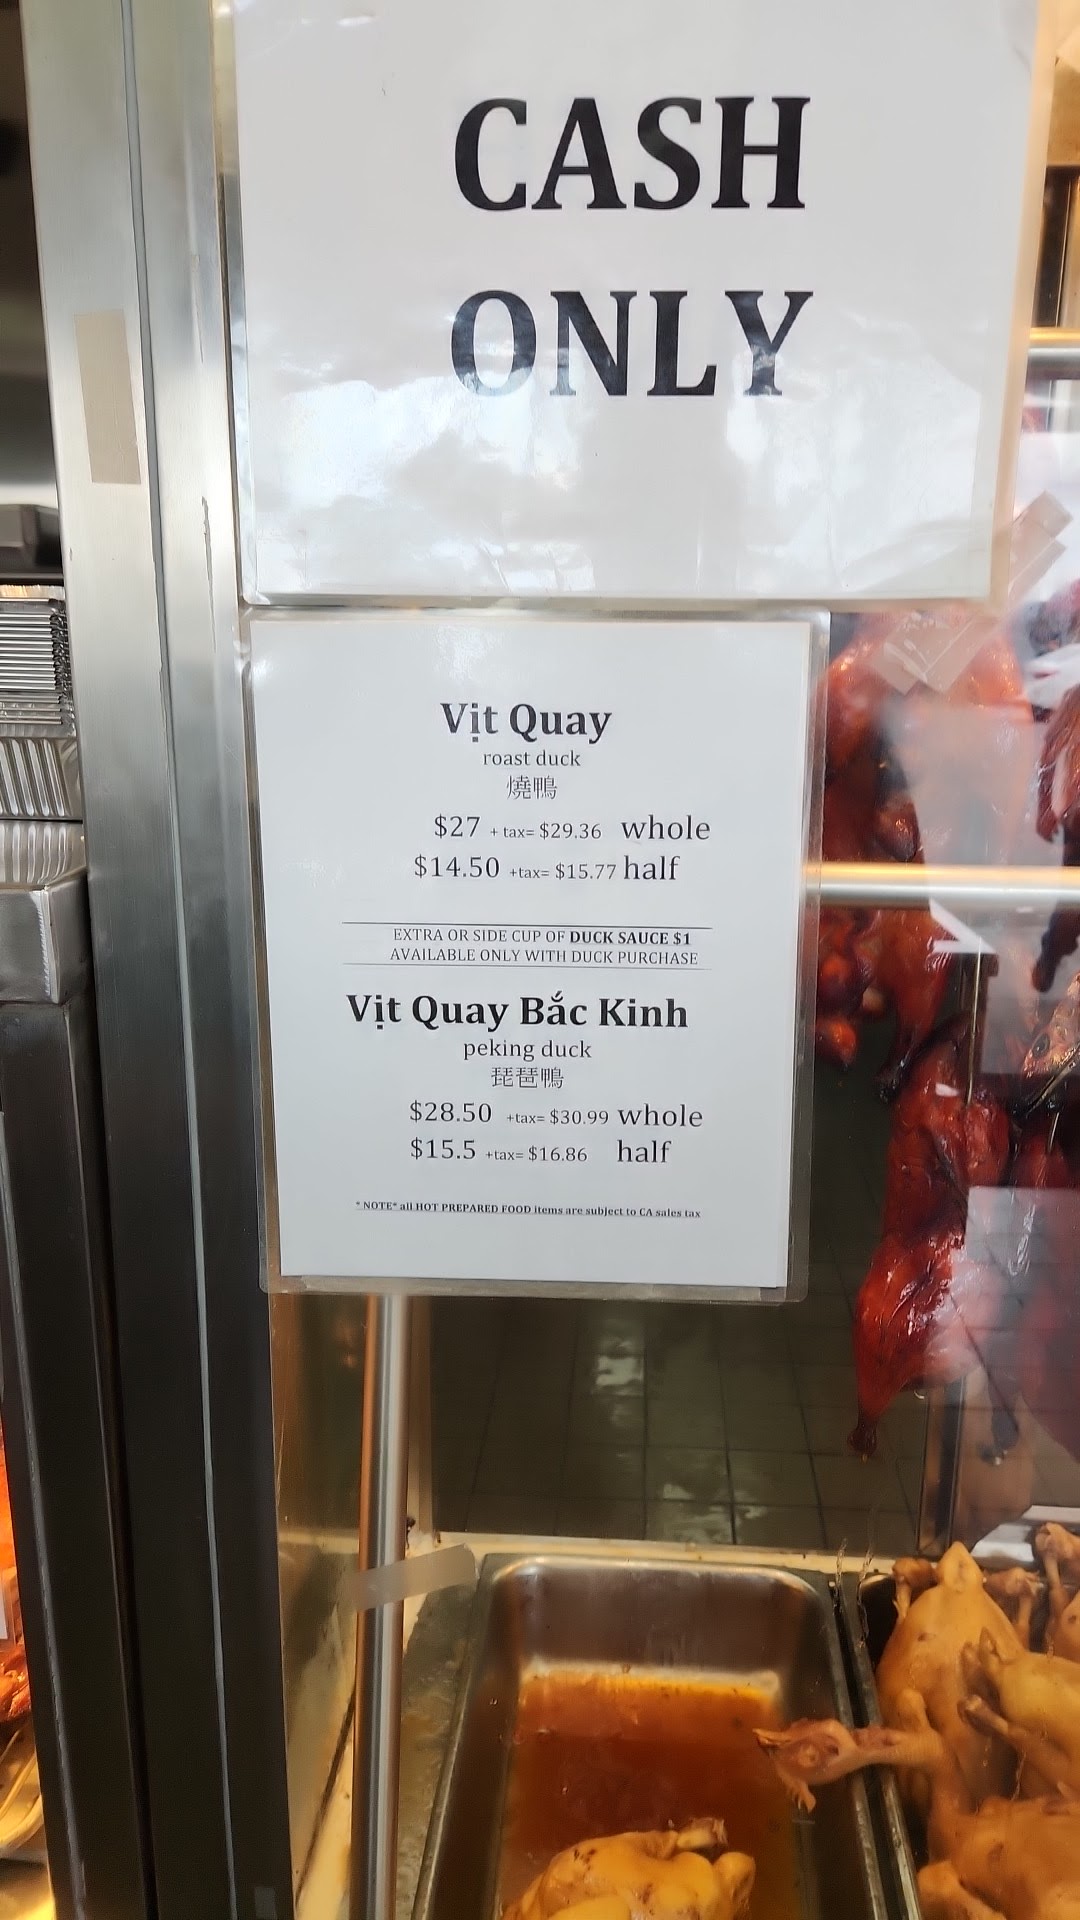 CASH
ONLY
Vịt Quay
roast duck
燒鴨
$27 + tax= $29.36 whole
$14.50 +tax= $15.77 half
EXTRA OR SIDE CUP OF DUCK SAUCE $1
AVAILABLE ONLY WITH DUCK PURCHASE
Vịt Quay Bắc Kinh
peking duck
琵琶鴨
$28.50 +tax= $30.99 whole
$15.5 +tax= $16.86 half
* NOTE* all HOT PREPARED FOOD items are subject to CA sales tax